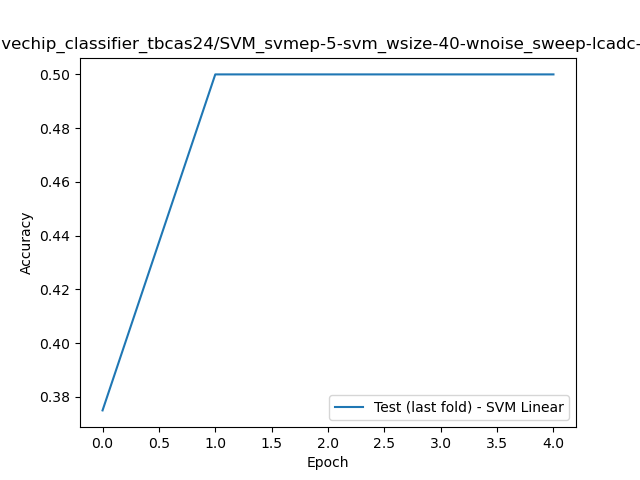 vechip_classifier_tbcas24/SVM_svmep-5-svm_wsize-40-wnoise_sweep-lcadc-
0.50
0.48
0.46
0.44
0.42
0.40
0.38
Accuracy
Test (last fold) - SVM Linear
0.0 0.5 1.0 1.5 2.0 2.5 3.0 3.5 4.0
Epoch